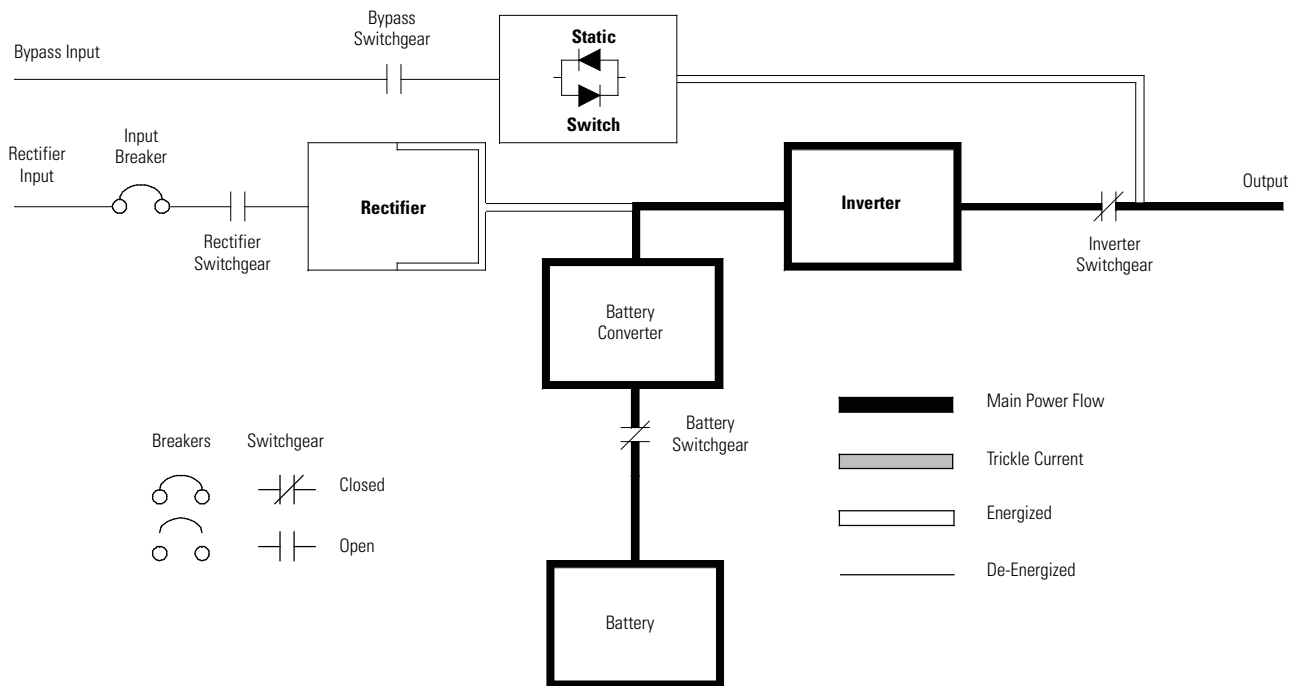 Bypass Input
Bypass
Switchgear
Static
Switch
Rectifier
Input
Input
Breaker
Rectifier
Switchgear
Rectifier
Inverter
Inverter
Switchgear
Output
Battery
Converter
Battery
Switchgear
Battery
Breakers
Switchgear
Closed
Open
Main Power Flow
Trickle Current
Energized
De-Energized